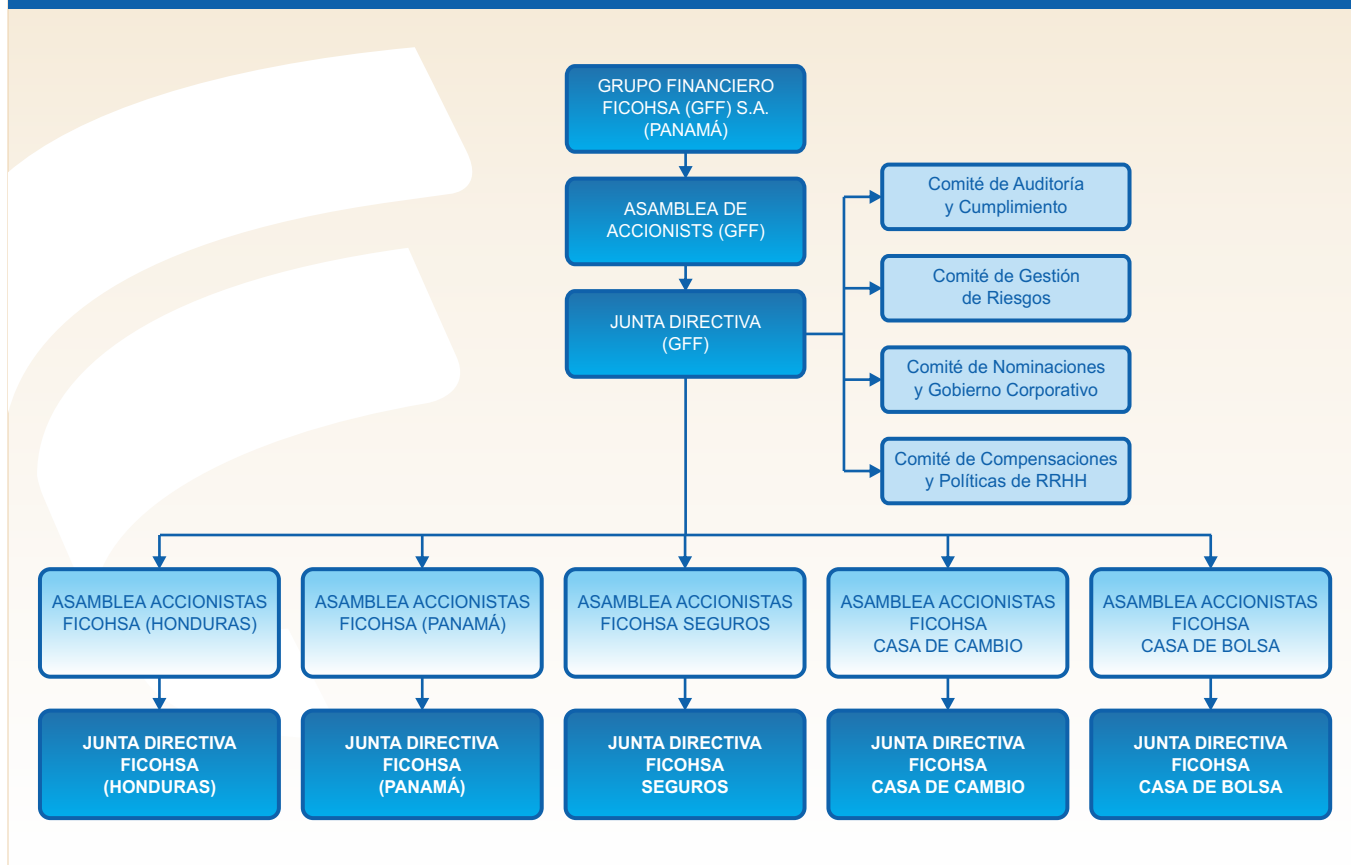 GRUPO FINANCIERO
FICOHSA (GFF) S.A.
(PANAMÁ)
ASAMBLEA DE
ACCIONISTS (GFF)
JUNTA DIRECTIVA
(GFF)
Comité de Auditoría
y Cumplimiento
Comité de Gestión
de Riesgos
Comité de Nominaciones
y Gobierno Corporativo
Comité de Compensaciones
y Políticas de RRHH
ASAMBLEA ACCIONISTAS
FICOHSA (HONDURAS)
ASAMBLEA ACCIONISTAS
FICOHSA (PANAMÁ)
ASAMBLEA ACCIONISTAS
FICOHSA SEGUROS
ASAMBLEA ACCIONISTAS
FICOHSA
CASA DE CAMBIO
ASAMBLEA ACCIONISTAS
FICOHSA
CASA DE BOLSA
JUNTA DIRECTIVA
FICOHSA
(HONDURAS)
JUNTA DIRECTIVA
FICOHSA
(PANAMÁ)
JUNTA DIRECTIVA
FICOHSA
SEGUROS
JUNTA DIRECTIVA
FICOHSA
CASA DE CAMBIO
JUNTA DIRECTIVA
FICOHSA
CASA DE BOLSA